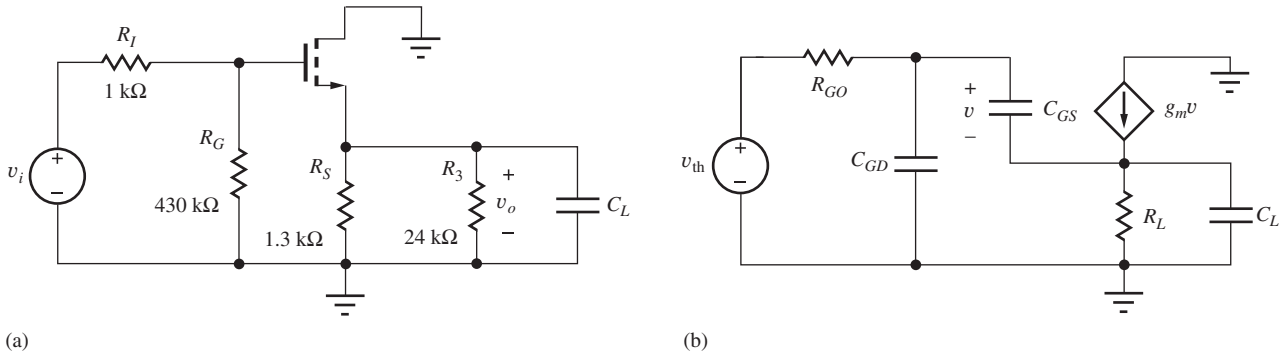 R_I
1 kΩ
v_i
+
−
R_G
430 kΩ
R_S
1.3 kΩ
R_3
24 kΩ
+
v_o
−
C_L
(a)
v_th
+
−
R_GO
C_GD
+
v
−
C_GS
g_m v
R_L
C_L
(b)